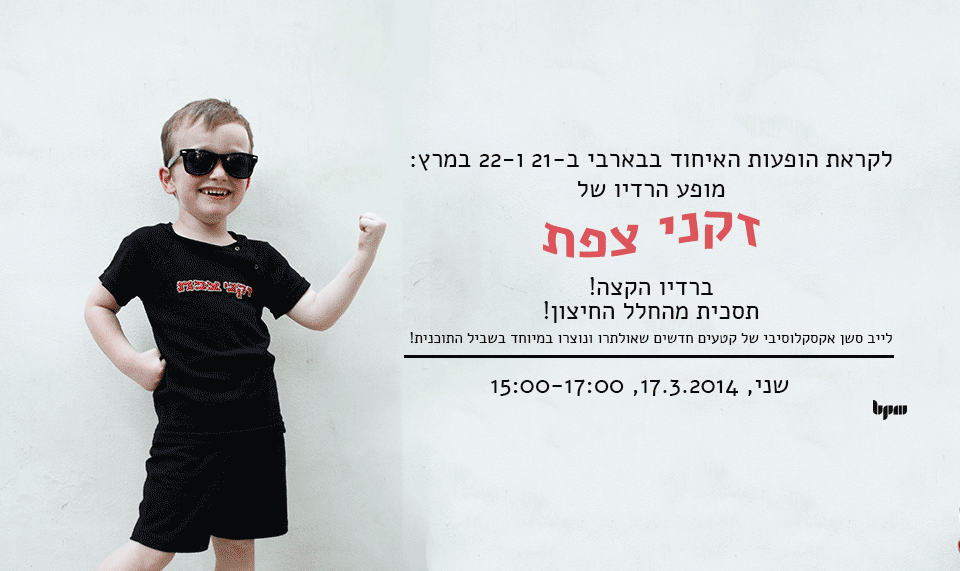 לקראת הופעות האיחוד בבארבי ב-21 ו-22 במרץ:
מופע הרדיו של
זקני צפת
ברדיו הקצה!
תסכית מהחלל החיצון!
לייב סשן אקסקלוסיבי של קטעים חדשים שאולתרו ונוצרו במיוחד בשביל התוכנית!
שני, 17.3.2014, 15:00-17:00
זקני צפת